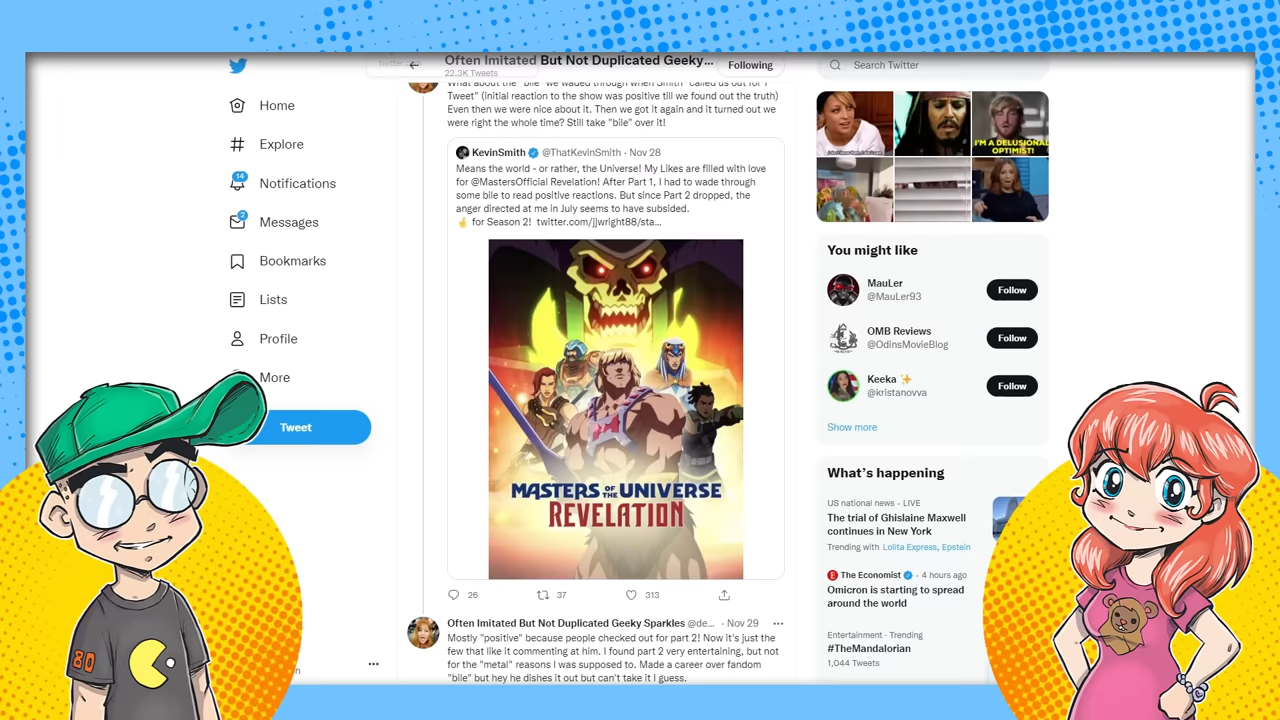 Often Imitated But Not Duplicated Geeky...
22.3K Tweets
Following
Search Twitter
Home
Explore
14
Notifications
2
Messages
Bookmarks
Lists
Profile
More
Tweet
What about the "bile" we waded through when Smith "called us out for 1
Tweet" (initial reaction to the show was positive till we found out the truth)
Even then we were nice about it. Then we got it again and it turned out we
were right the whole time? Still take "bile" over it!
KevinSmith @ThatKevinSmith · Nov 28
Means the world - or rather, the Universe! My Likes are filled with love
for @MastersOfficial Revelation! After Part 1, I had to wade through
some bile to read positive reactions. But since Part 2 dropped, the
anger directed at me in July seems to have subsided.
🤞 for Season 2! twitter.com/jjwright88/sta...
MASTERS OF THE UNIVERSE
REVELATION
26
37
313
Often Imitated But Not Duplicated Geeky Sparkles @de... · Nov 29
Mostly "positive" because people checked out for part 2! Now it's just the
few that like it commenting at him. I found part 2 very entertaining, but not
for the "metal" reasons I was supposed to. Made a career over fandom
"bile" but hey he dishes it out but can't take it I guess.
I'M A DELUSIONAL
OPTIMIST!
You might like
MauLer
@MauLer93
Follow
OMB Reviews
@OdInsMovieBlog
Follow
Keeka ✨
@kristanovva
Follow
Show more
What's happening
US national news · LIVE
The trial of Ghislaine Maxwell
continues in New York
Trending with Lolita Express, Epstein
The Economist · 4 hours ago
Omicron is starting to spread
around the world
Entertainment · Trending
#TheMandalorian
1,044 Tweets
80